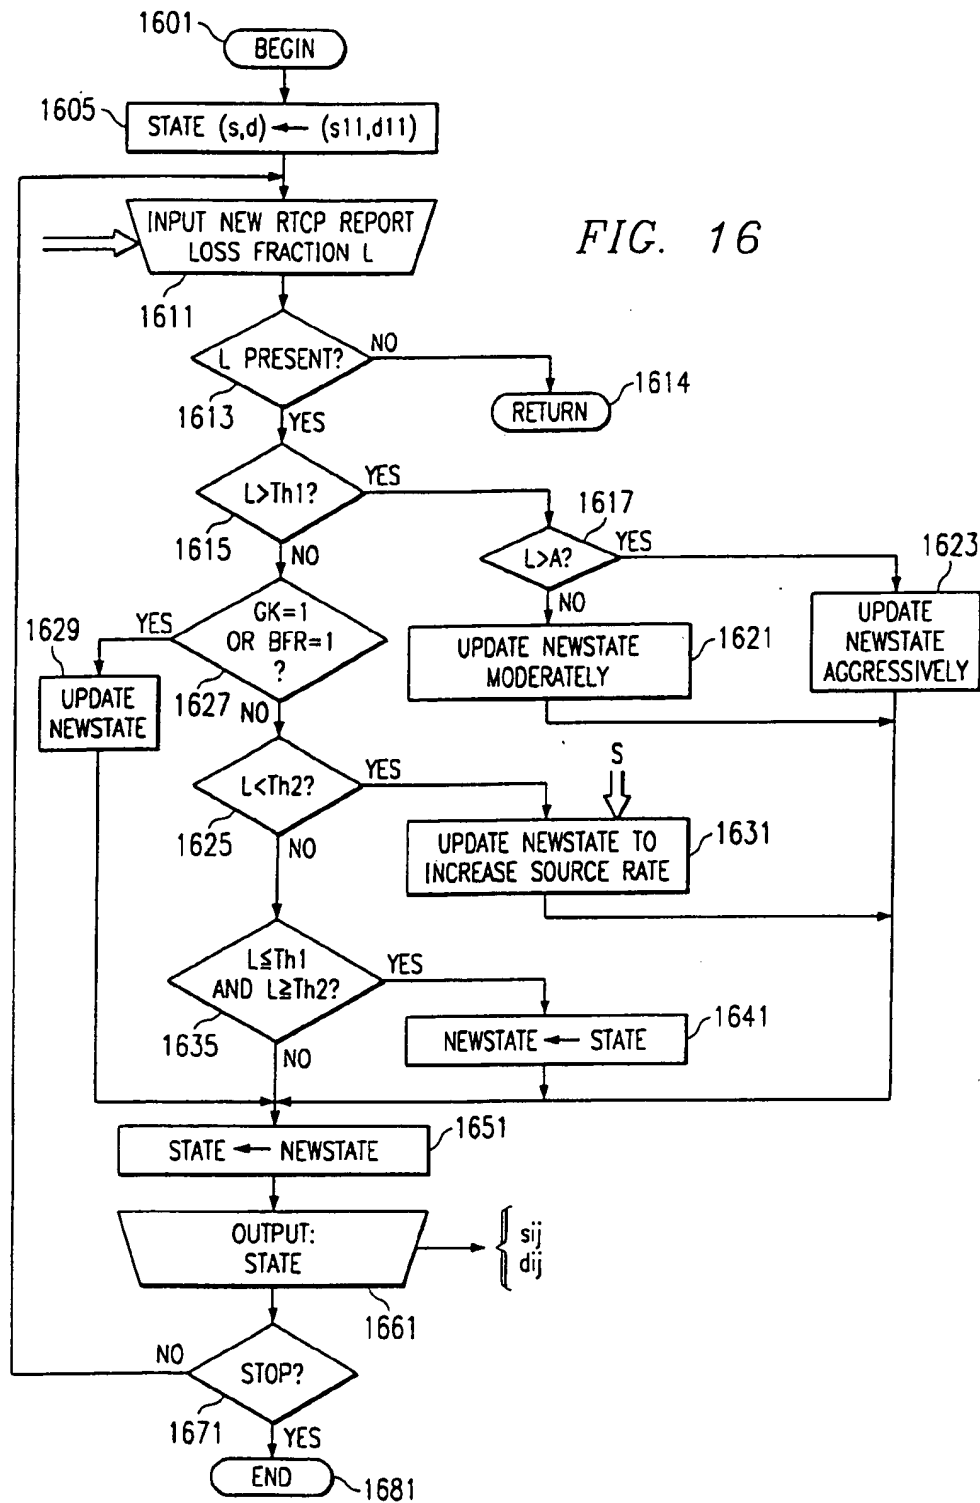 1601
BEGIN
1605
STATE (s,d) ← (s11,d11)
INPUT NEW RTCP REPORT
LOSS FRACTION L
FIG. 16
1611
L PRESENT?
NO
1613
YES
RETURN
1614
L>Th1?
YES
1615
NO
1617
L>A?
YES
NO
1623
UPDATE
NEWSTATE
AGGRESSIVELY
1621
UPDATE NEWSTATE
MODERATELY
GK=1
OR BFR=1
?
YES
1627
NO
1629
UPDATE
NEWSTATE
L<Th2?
YES
1625
NO
S
UPDATE NEWSTATE TO
INCREASE SOURCE RATE
1631
L≦Th1
AND L≧Th2?
YES
1635
NO
NEWSTATE ← STATE
1641
STATE ← NEWSTATE
1651
OUTPUT:
STATE
sij
dij
1661
STOP?
NO
1671
YES
END
1681